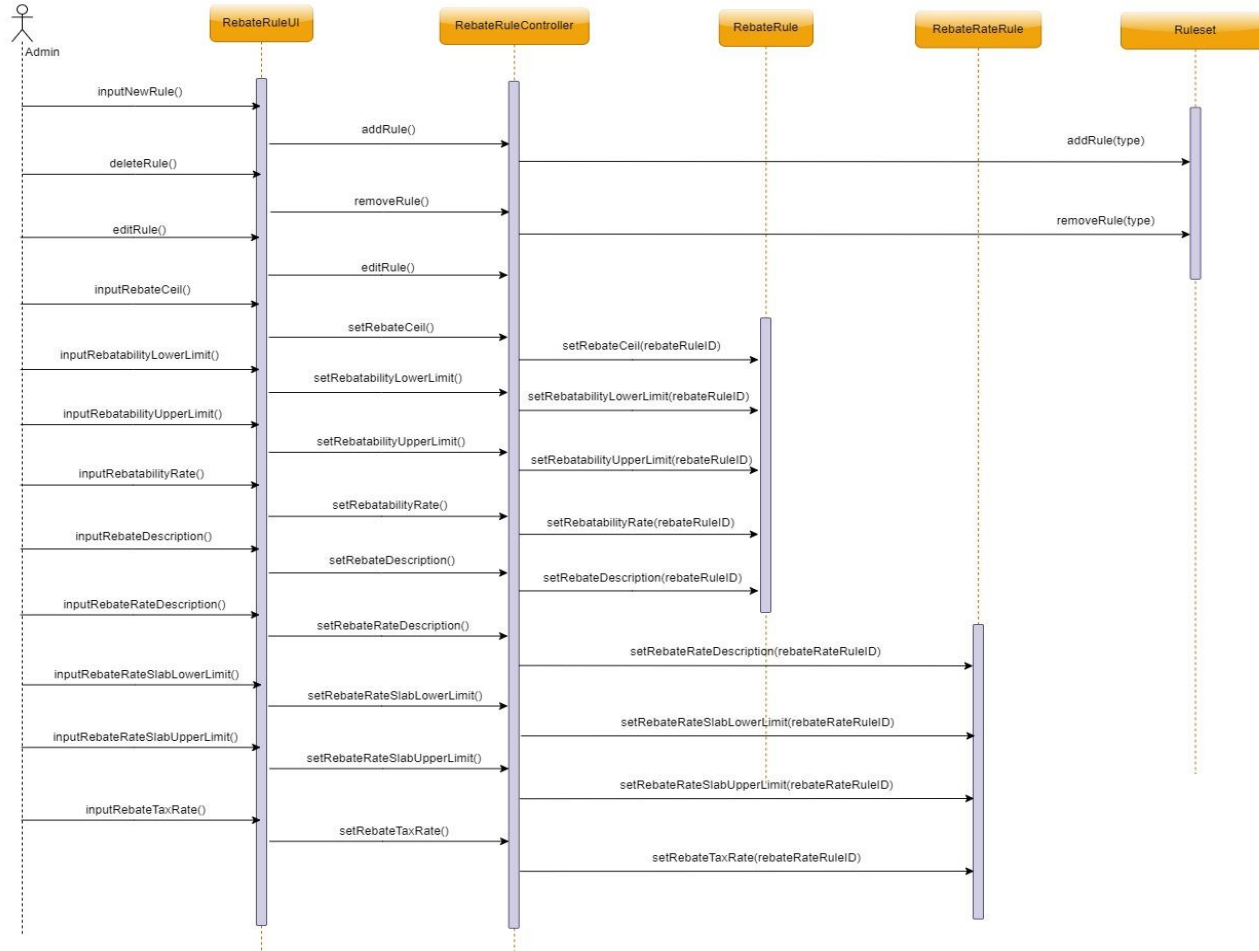 RebateRuleUI
RebateRuleController
RebateRule
RebateRateRule
Ruleset
Admin
inputNewRule()
addRule()
addRule(type)
deleteRule()
removeRule()
removeRule(type)
editRule()
editRule()
inputRebateCeil()
setRebateCeil()
setRebateCeil(rebateRuleID)
inputRebatabilityLowerLimit()
setRebatabilityLowerLimit()
setRebatabilityLowerLimit(rebateRuleID)
inputRebatabilityUpperLimit()
setRebatabilityUpperLimit()
setRebatabilityUpperLimit(rebateRuleID)
inputRebatabilityRate()
setRebatabilityRate()
setRebatabilityRate(rebateRuleID)
inputRebateDescription()
setRebateDescription()
setRebateDescription(rebateRuleID)
inputRebateRateDescription()
setRebateRateDescription()
setRebateRateDescription(rebateRateRuleID)
inputRebateRateSlabLowerLimit()
setRebateRateSlabLowerLimit()
setRebateRateSlabLowerLimit(rebateRateRuleID)
inputRebateRateSlabUpperLimit()
setRebateRateSlabUpperLimit()
setRebateRateSlabUpperLimit(rebateRateRuleID)
inputRebateTaxRate()
setRebateTaxRate()
setRebateTaxRate(rebateRateRuleID)